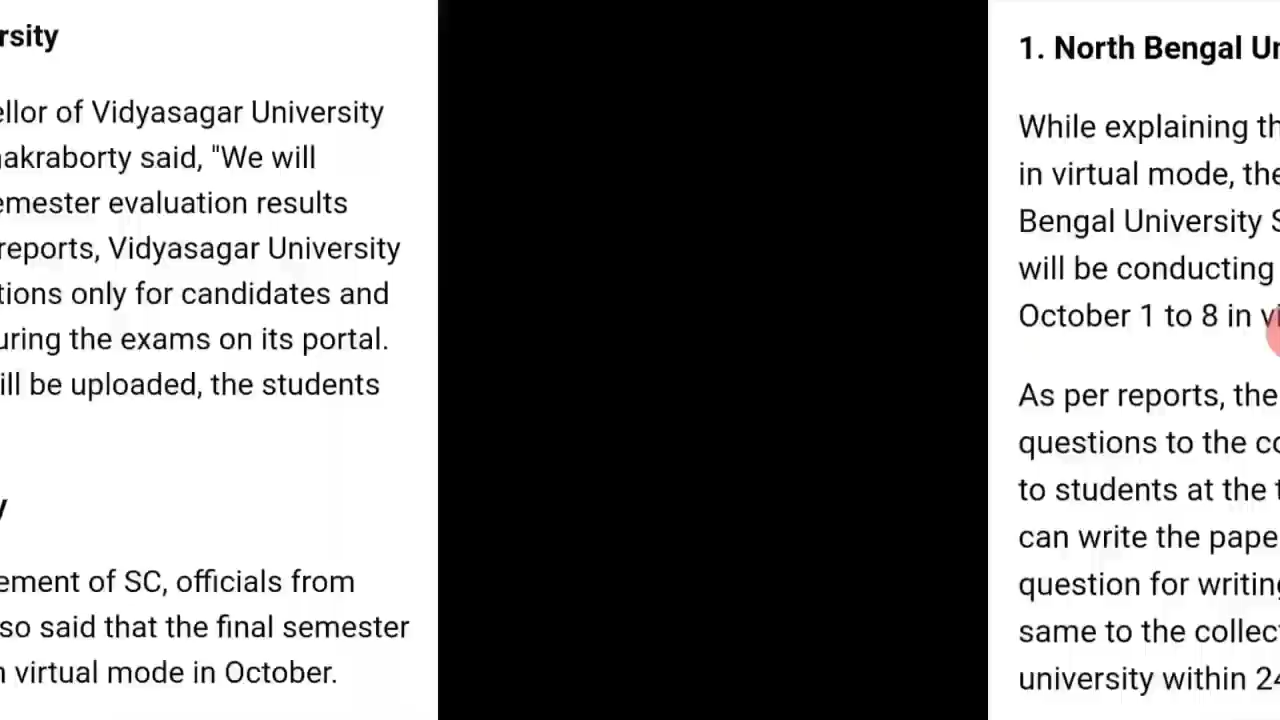 rsity
ellor of Vidyasagar University
akraborty said, "We will
emester evaluation results
reports, Vidyasagar University
tions only for candidates and
uring the exams on its portal.
ill be uploaded, the students
y
ement of SC, officials from
so said that the final semester
n virtual mode in October.
1. North Bengal Un
While explaining th
in virtual mode, the
Bengal University S
will be conducting
October 1 to 8 in vi
As per reports, the
questions to the co
to students at the t
can write the pape
question for writing
same to the collect
university within 24